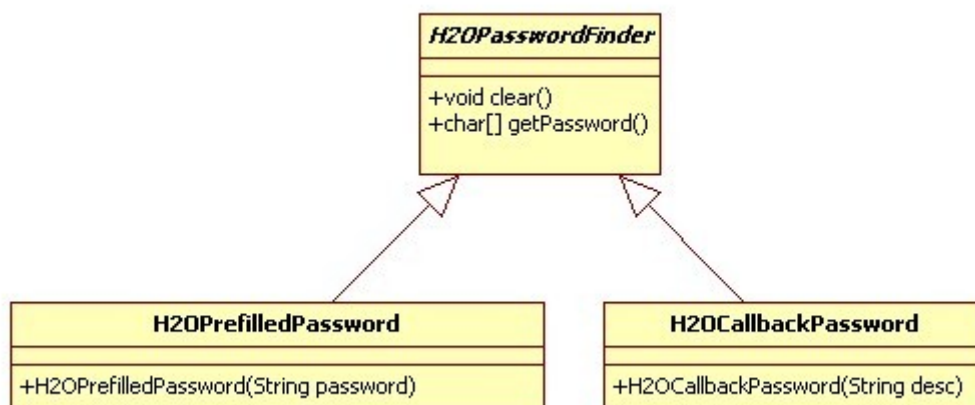 H2OPasswordFinder
+void clear()
+char[] getPassword()
H2OPrefilledPassword
+H2OPrefilledPassword(String password)
H2OCallbackPassword
+H2OCallbackPassword(String desc)